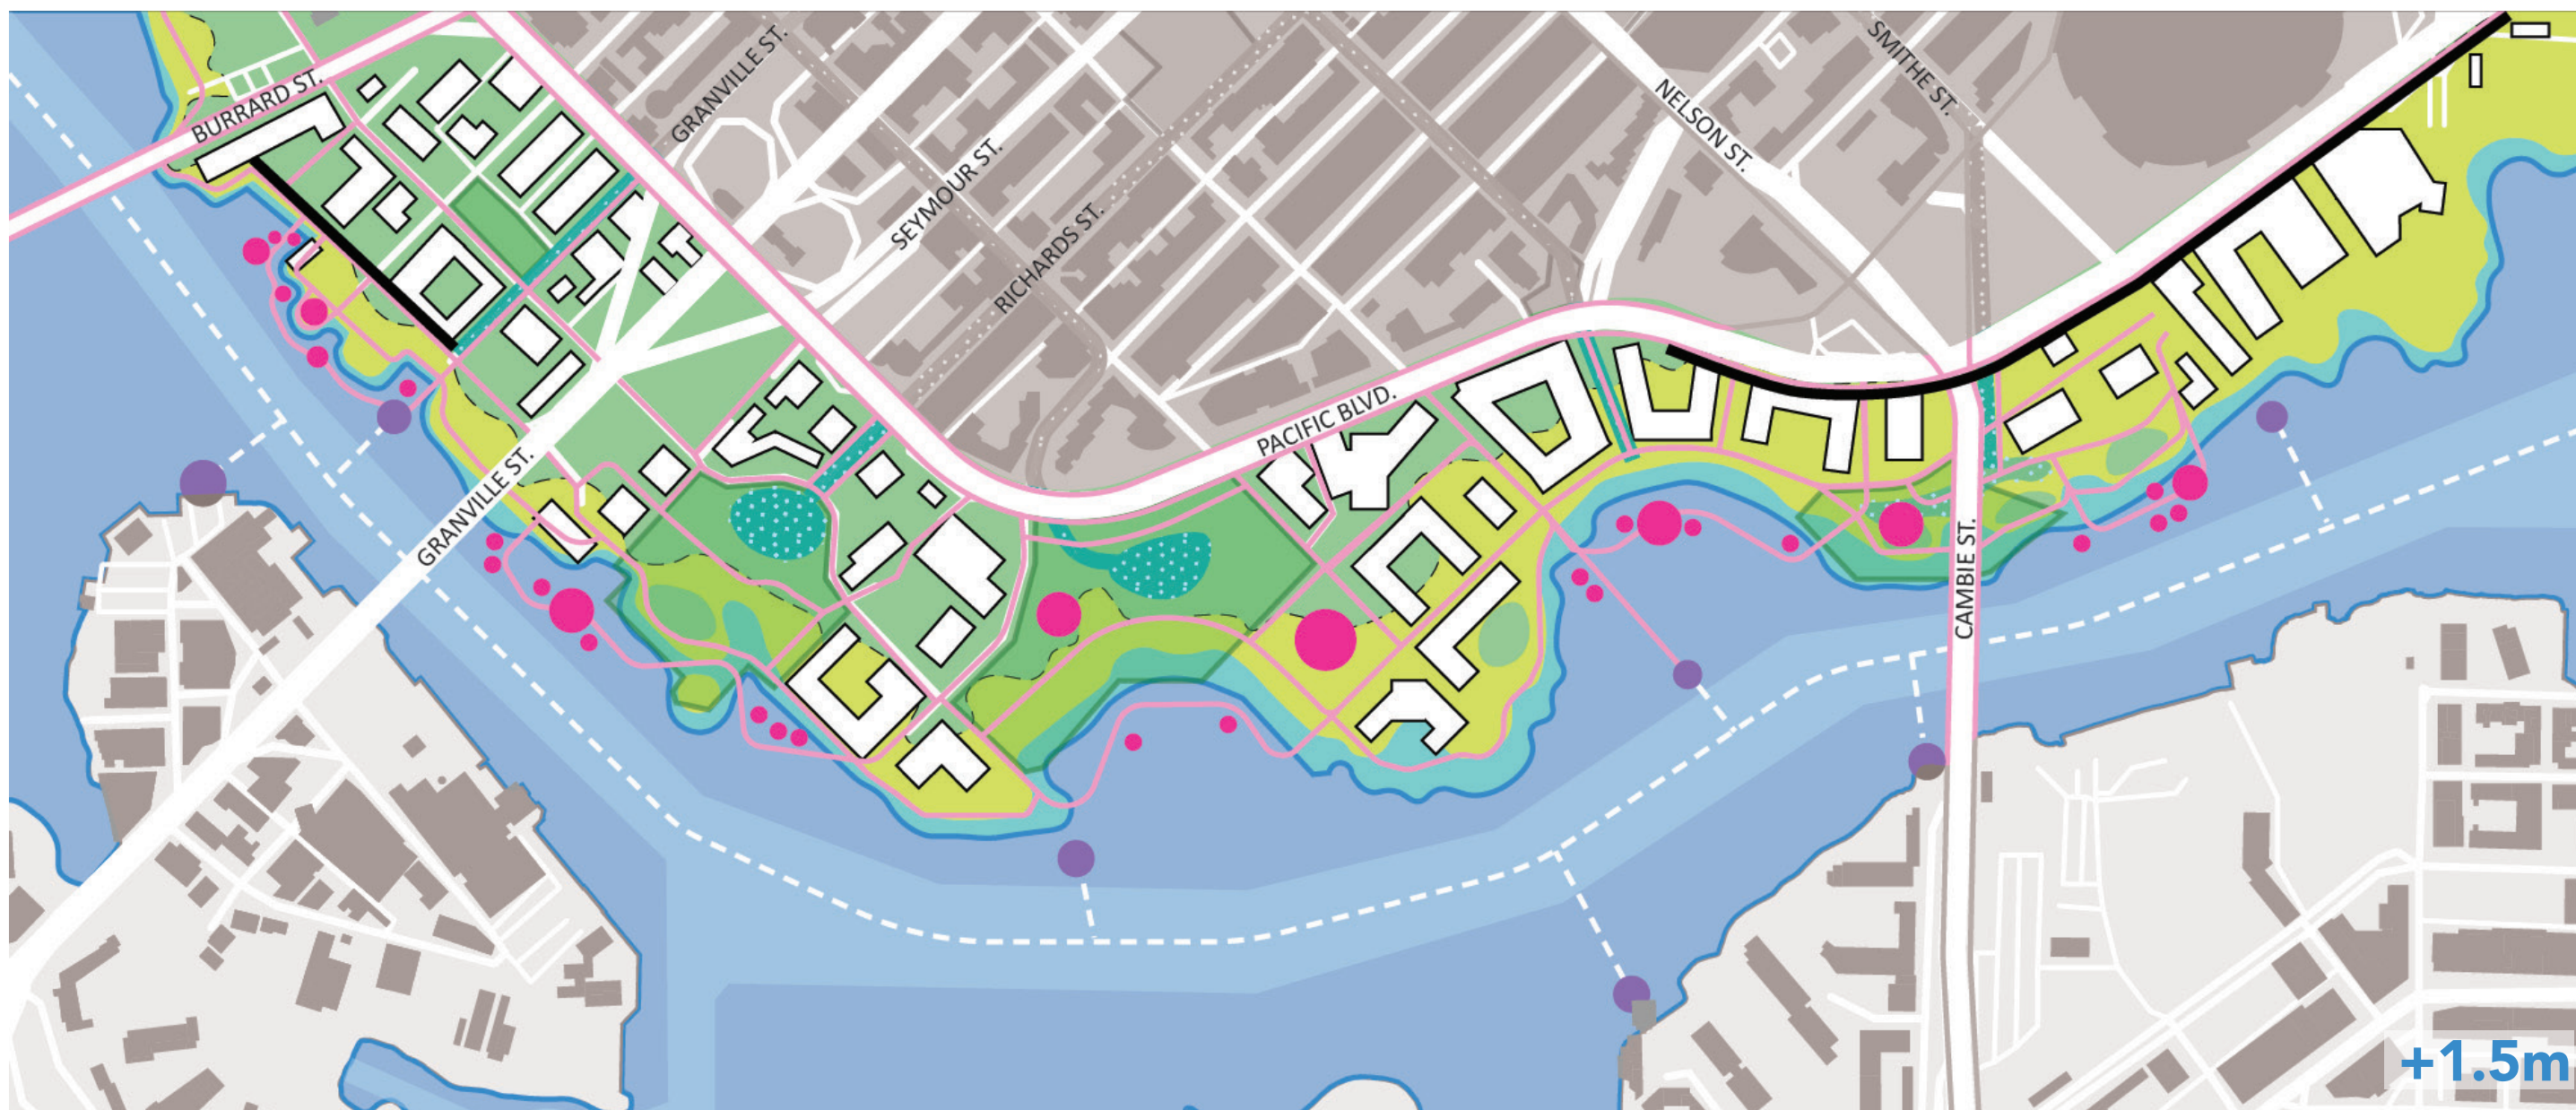 BURRARD ST.
GRANVILLE ST.
SEYMOUR ST.
RICHARDS ST.
NELSON ST.
SMITHE ST.
PACIFIC BLVD.
GRANVILLE ST.
CAMBIE ST.
+1.5m